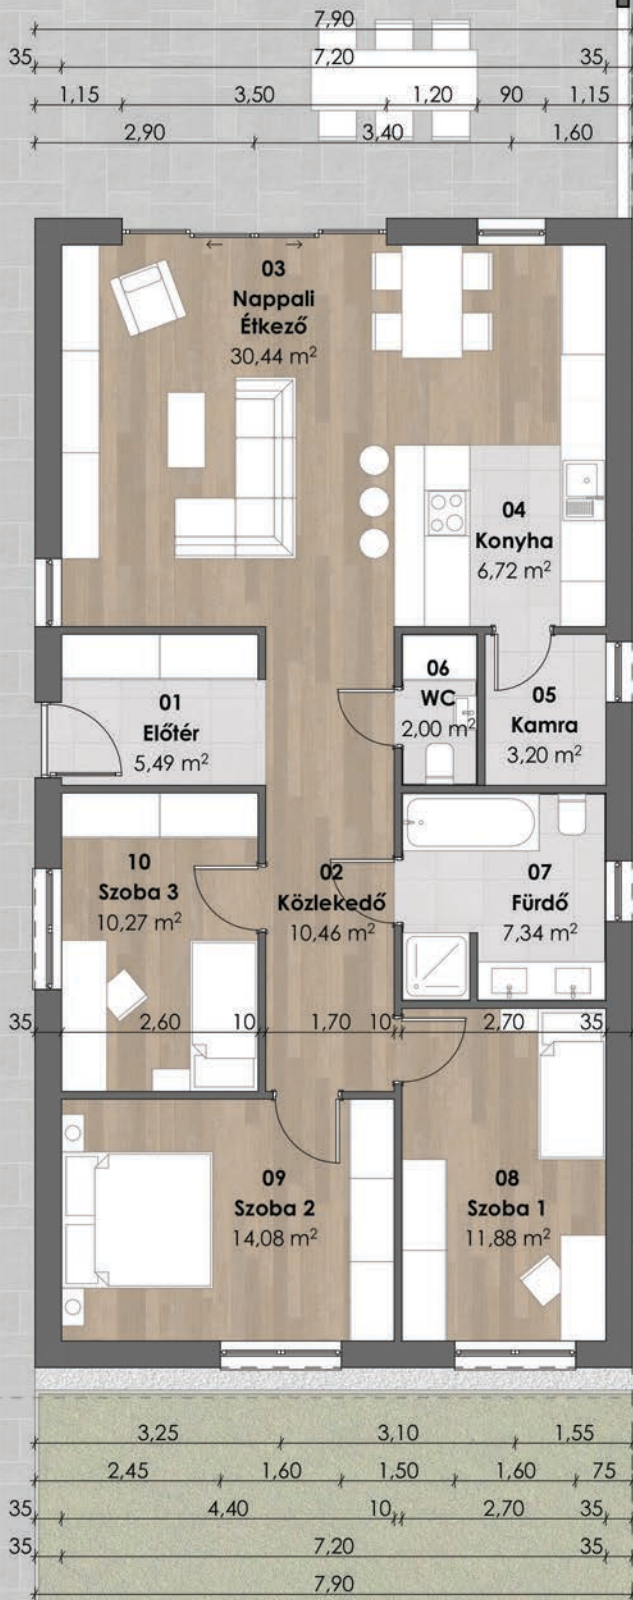 7,90
35 7,20 35
1,15 3,50 1,20 90 1,15
2,90 3,40 1,60
03
Nappali
Étkező
30,44 m²
04
Konyha
6,72 m²
01
Előtér
5,49 m²
06
WC
2,00 m²
05
Kamra
3,20 m²
10
Szoba 3
10,27 m²
02
Közlekedő
10,46 m²
07
Fürdő
7,34 m²
35 2,60 10 1,70 10 2,70 35
09
Szoba 2
14,08 m²
08
Szoba 1
11,88 m²
3,25 3,10 1,55
2,45 1,60 1,50 1,60 75
35 4,40 10 2,70 35
35 7,20 35
7,90